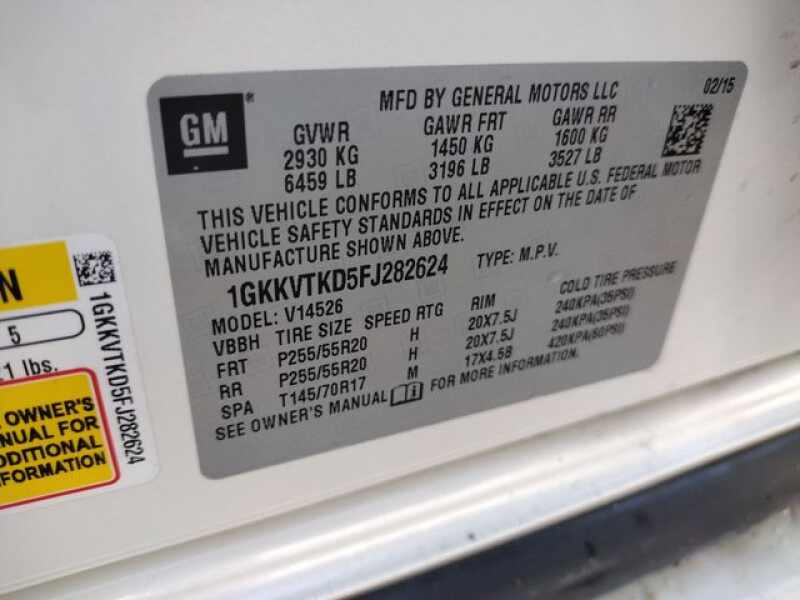 MFD BY GENERAL MOTORS LLC 02/15
GM
GVWR GAWR FRT GAWR RR
2930 KG 1450 KG 1600 KG
6459 LB 3196 LB 3527 LB
THIS VEHICLE CONFORMS TO ALL APPLICABLE U.S. FEDERAL MOTOR
VEHICLE SAFETY STANDARDS IN EFFECT ON THE DATE OF
MANUFACTURE SHOWN ABOVE.
1GKKVTKD5FJ282624 TYPE: M.P.V.
MODEL: V14526
VBBH TIRE SIZE SPEED RTG RIM COLD TIRE PRESSURE
FRT P255/55R20 H 20X7.5J 240KPA(35PSI)
RR P255/55R20 H 20X7.5J 240KPA(35PSI)
SPA T145/70R17 M 17X4.5B 420KPA(60PSI)
SEE OWNER'S MANUAL FOR MORE INFORMATION.
N
5
1 lbs.
OWNER'S
NUAL FOR
DDITIONAL
FORMATION
1GKKVTKD5FJ282624